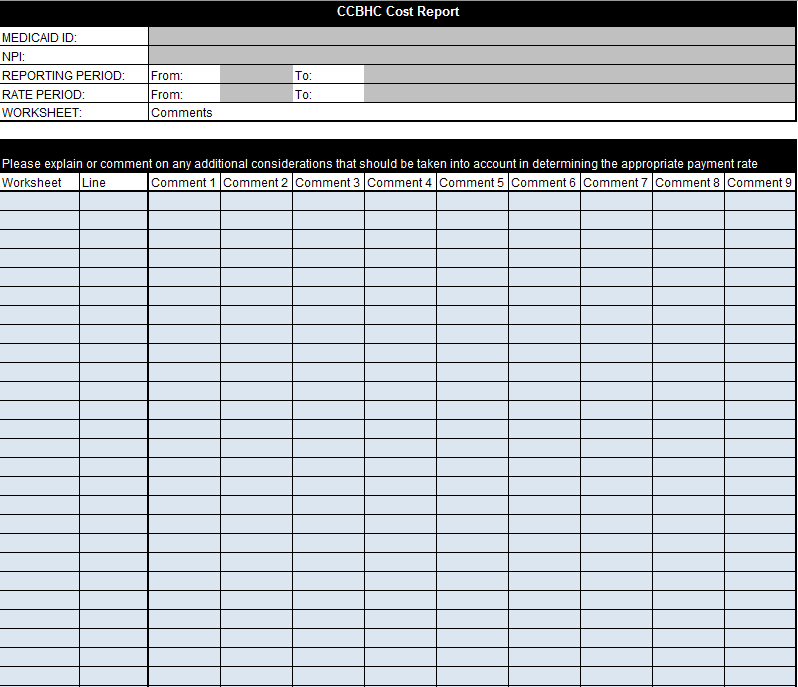 CCBHC Cost Report
MEDICAID ID:
NPI:
REPORTING PERIOD: From: To:
RATE PERIOD: From: To:
WORKSHEET: Comments
Please explain or comment on any additional considerations that should be taken into account in determining the appropriate payment rate
Worksheet Line Comment 1 Comment 2 Comment 3 Comment 4 Comment 5 Comment 6 Comment 7 Comment 8 Comment 9